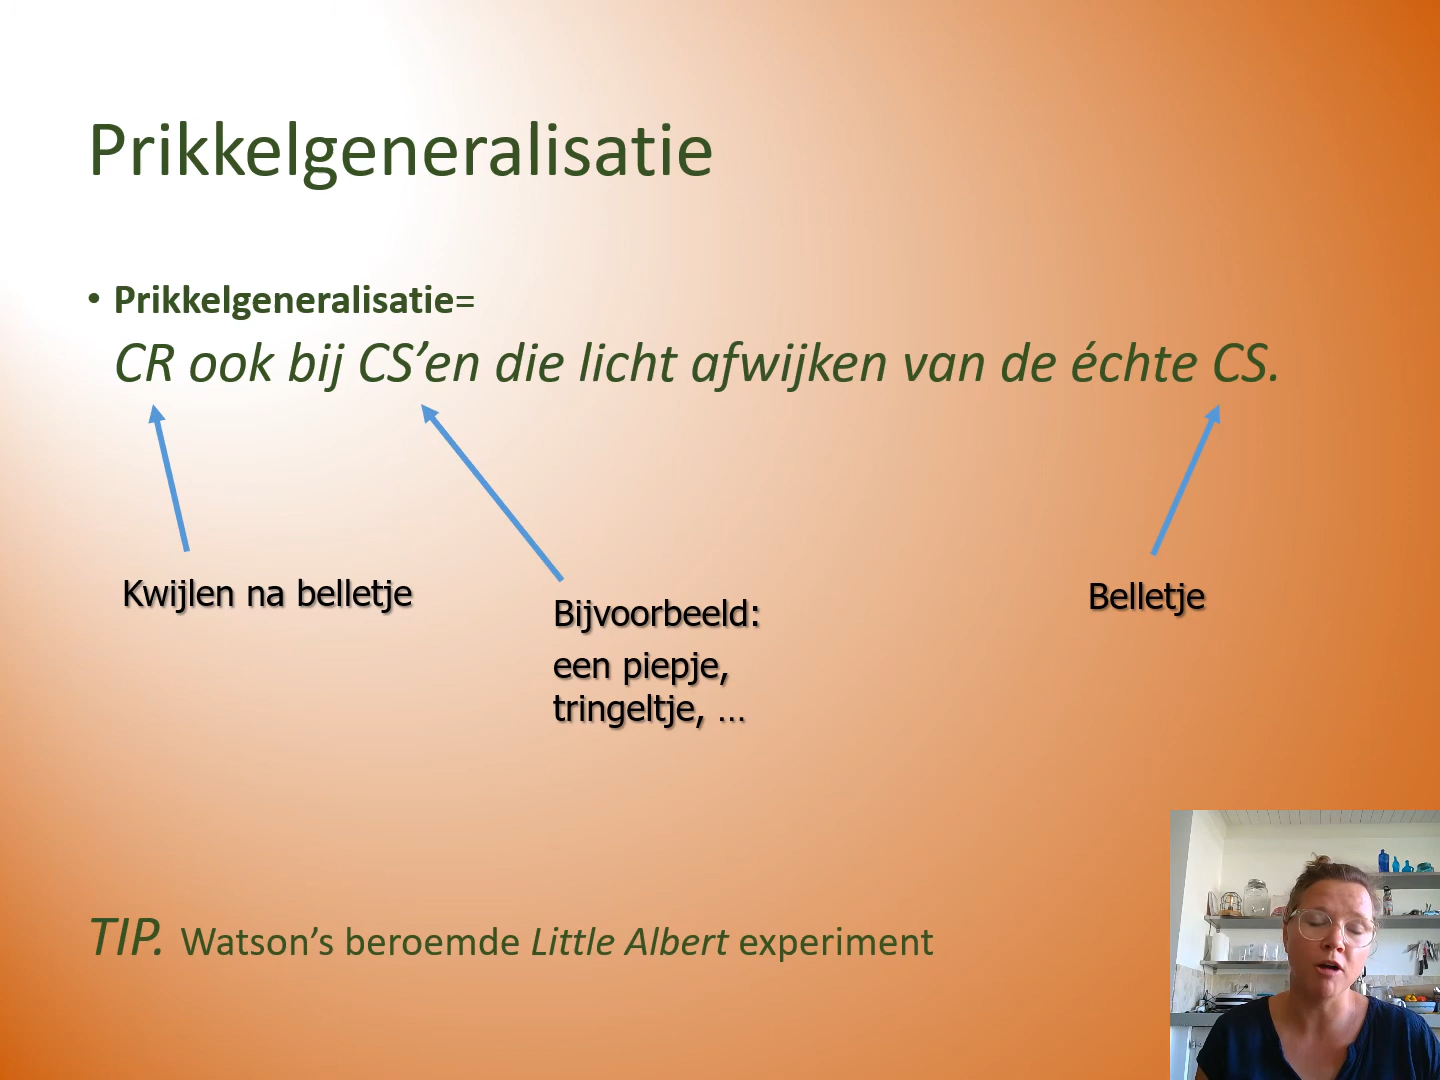 Prikkelgeneralisatie
• Prikkelgeneralisatie=
CR ook bij CS’en die licht afwijken van de échte CS.
Kwijlen na belletje
Bijvoorbeeld:
een piepje,
tringeltje, …
Belletje
TIP. Watson’s beroemde Little Albert experiment